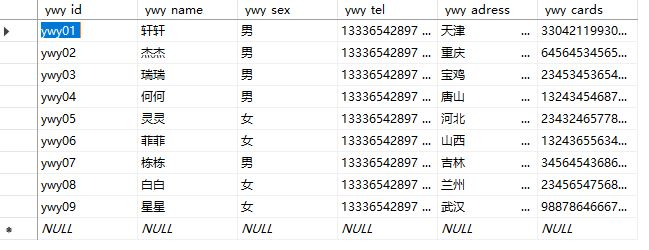 ywy id ywy name ywy sex ywy tel ywy adress ywy cards
ywy01 轩轩 男 13336542897 ... 天津 ... 33042119930...
ywy02 杰杰 男 13336542897 ... 重庆 ... 64564534565...
ywy03 瑞瑞 男 13336542897 ... 宝鸡 ... 23453453654...
ywy04 何何 男 13336542897 ... 唐山 ... 13243454687...
ywy05 灵灵 女 13336542897 ... 河北 ... 23432465778...
ywy06 菲菲 女 13336542897 ... 山西 ... 13243655634...
ywy07 栋栋 男 13336542897 ... 吉林 ... 34564543686...
ywy08 白白 女 13336542897 ... 兰州 ... 23456547568...
ywy09 星星 女 13336542897 ... 武汉 ... 98878646667...
NULL NULL NULL NULL NULL NULL